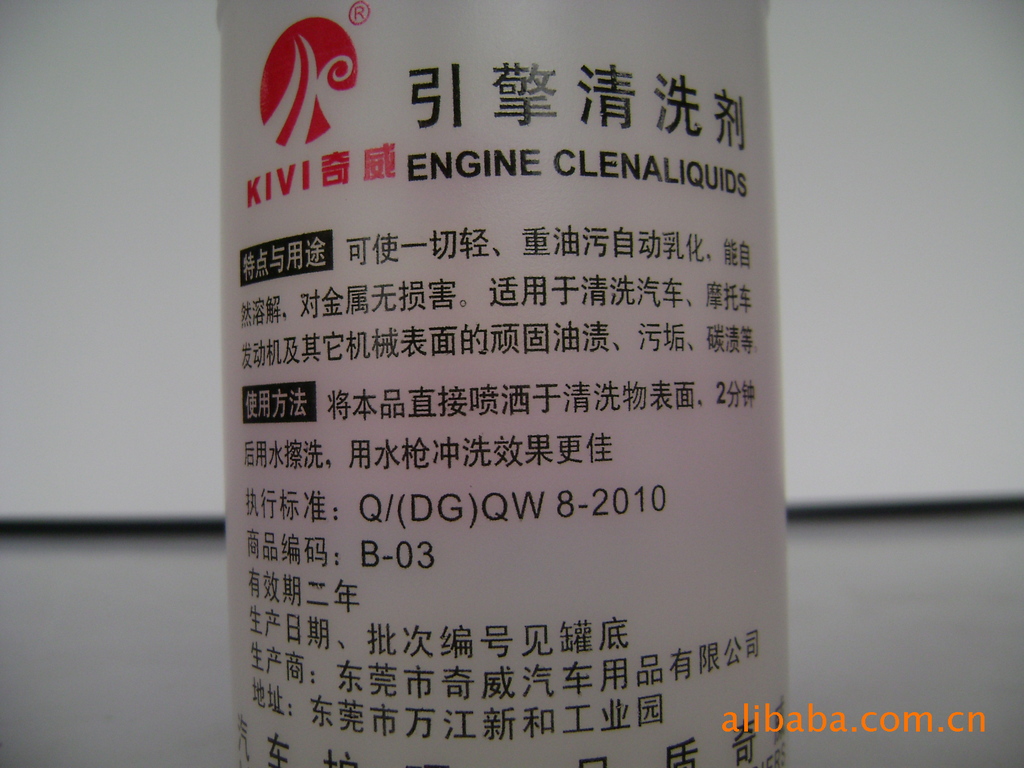 ®
引擎清洗剂
KIVI奇威 ENGINE CLENALIQUIDS
特点与用途 可使一切轻、重油污自动乳化，能自
然溶解，对金属无损害。适用于清洗汽车、摩托车
发动机及其它机械表面的顽固油渍、污垢、碳渍等。
使用方法 将本品直接喷洒于清洗物表面，2分钟
后用水擦洗，用水枪冲洗效果更佳
执行标准：Q/(DG)QW 8-2010
商品编码：B-03
有效期二年
生产日期、批次编号见罐底
生产商：东莞市奇威汽车用品有限公司
地址：东莞市万江新和工业园
alibaba.com.cn
汽车护 品质奇